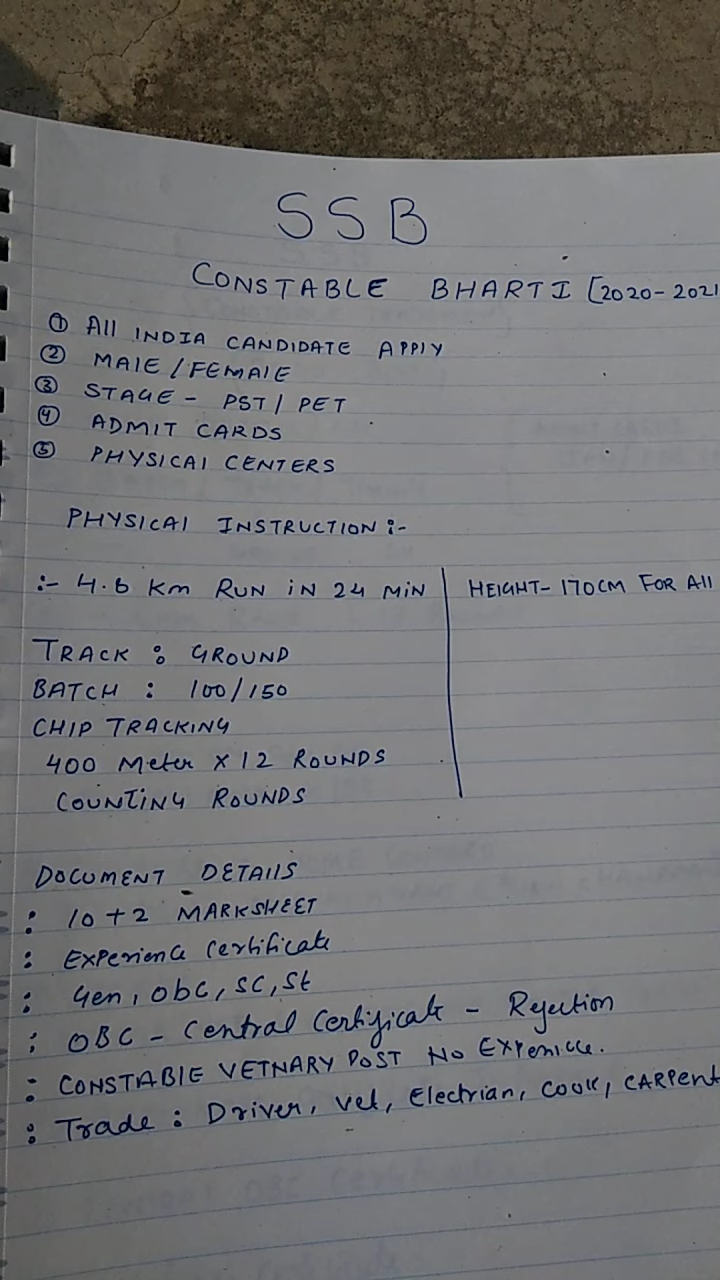 SSB
CONSTABLE BHARTI [2020-2021
① All INDIA CANDIDATE APPLY
② MALE / FEMALE
③ STAGE - PST / PET
④ ADMIT CARDS
⑤ PHYSICAL CENTERS
PHYSICAL INSTRUCTION :-
:- 4.8 Km RUN iN 24 MiN
HEIGHT- 170CM FOR All
TRACK : GROUND
BATCH : 100/150
CHIP TRACKING
400 Meter X 12 ROUNDS
COUNTING ROUNDS
DOCUMENT DETAILS
: 10+2 MARKSHEET
: Experience Certificate
: Gen, Obc, SC, St
: OBC - Central Certificate - Rejection
: CONSTABLE VETNARY POST NO EXPERICCE.
: Trade : Driver, Vet, Electrian, Cook, CARPENT